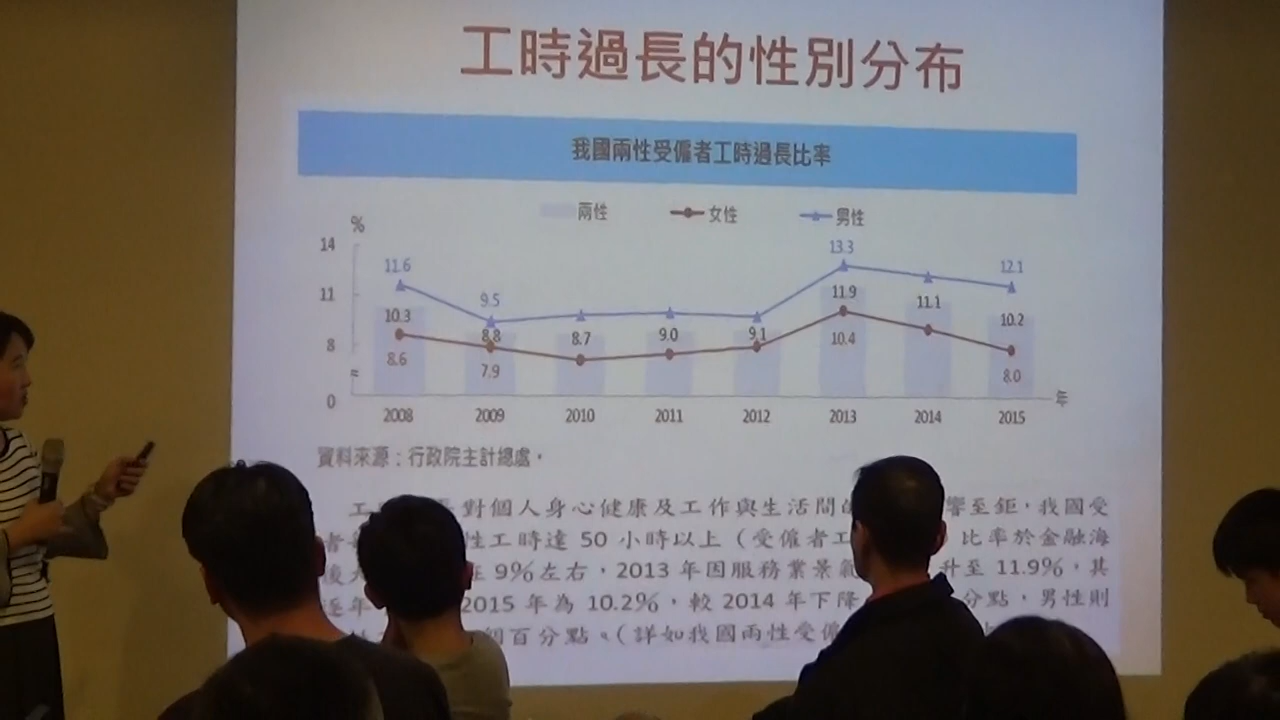 工時過長的性別分布
我國兩性受僱者工時過長比率
兩性 女性 男性
%
14
11
8
0
11.6 9.5 13.3 12.1
10.3 8.8 8.7 9.0 9.1 11.9 11.1 10.2
8.6 7.9 10.4 8.0
2008 2009 2010 2011 2012 2013 2014 2015 年
資料來源：行政院主計總處。
工 對個人身心健康及工作與生活間的 響至鉅，我國受
者 性工時達 50 小時以上（受僱者工 ）比率於金融海
後 在 9%左右，2013 年因服務業景氣 升至 11.9%，其
逐年 2015 年為 10.2%，較 2014 年下降 分點，男性則
個百分點。（詳如我國兩性受僱